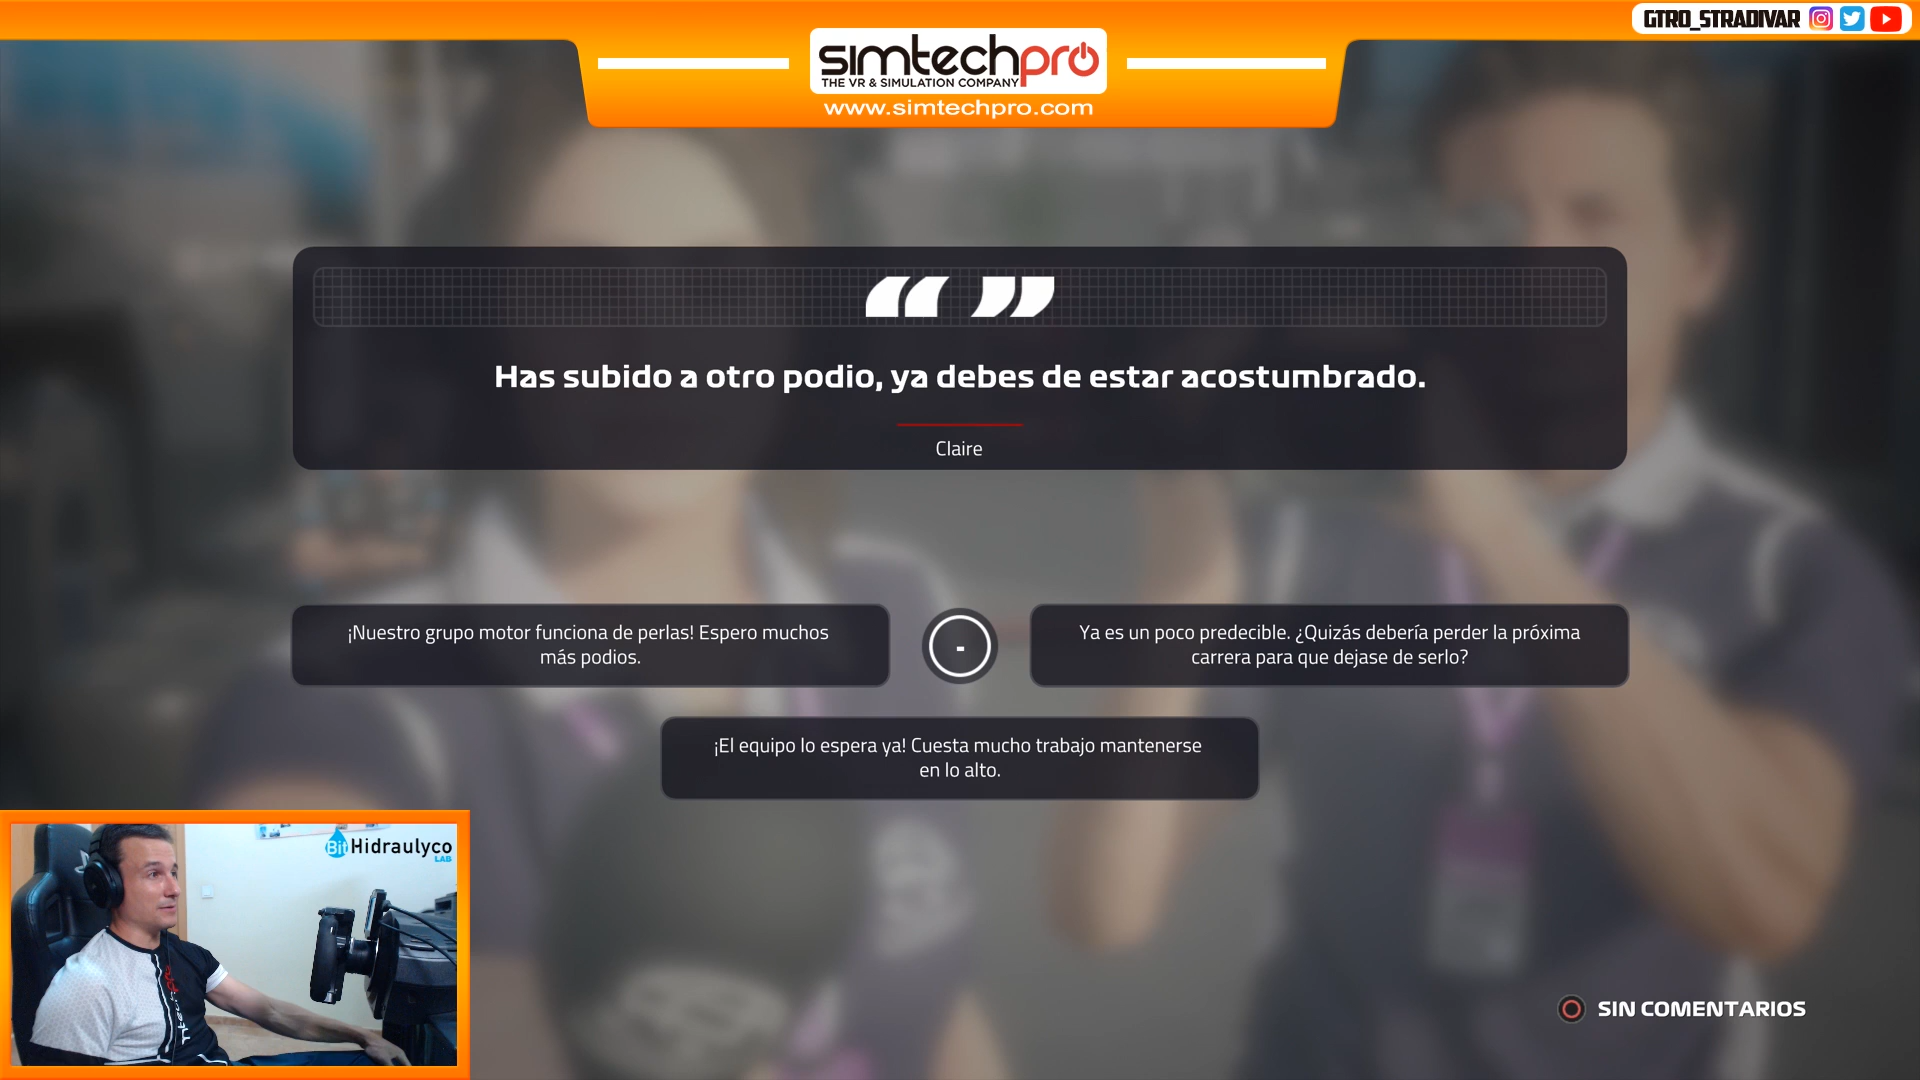 GTRO_STRADIVAR
simtechpro
THE VR & SIMULATION COMPANY
www.simtechpro.com
“ ”
Has subido a otro podio, ya debes de estar acostumbrado.
Claire
¡Nuestro grupo motor funciona de perlas! Espero muchos
más podios.
-
Ya es un poco predecible. ¿Quizás debería perder la próxima
carrera para que dejase de serlo?
¡El equipo lo espera ya! Cuesta mucho trabajo mantenerse
en lo alto.
BitHidraulyco
LAB
SIN COMENTARIOS